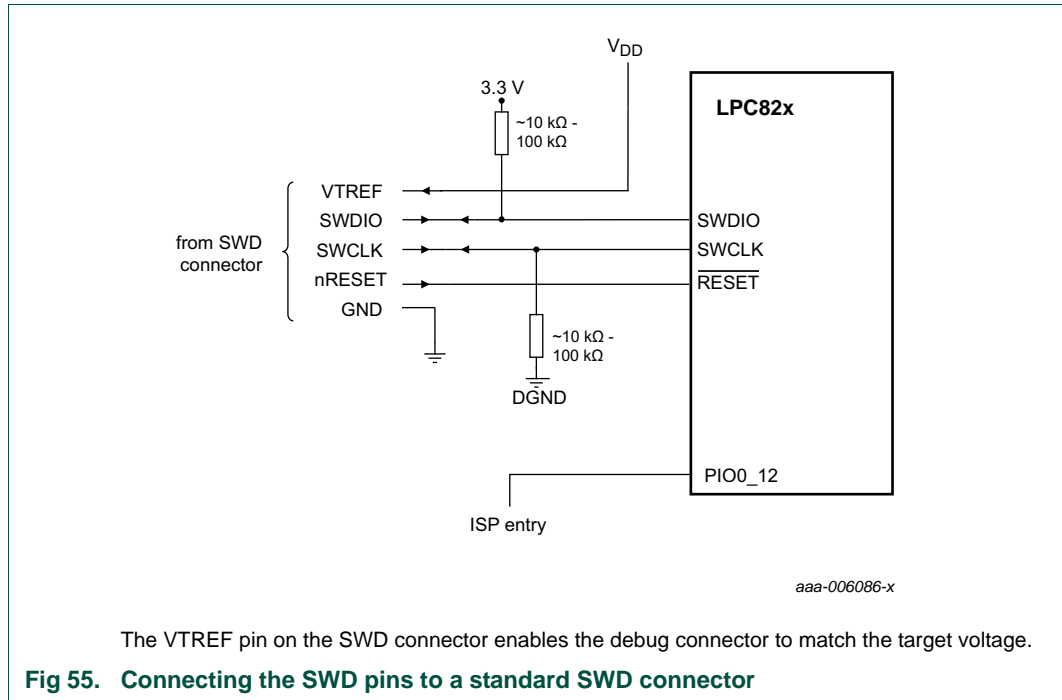 V_DD
3.3 V
~10 kΩ -
100 kΩ
LPC82x
VTREF
SWDIO
SWCLK
nRESET
GND
from SWD
connector
SWDIO
SWCLK
RESET
~10 kΩ -
100 kΩ
DGND
PIO0_12
ISP entry
aaa-006086-x
The VTREF pin on the SWD connector enables the debug connector to match the target voltage.
Fig 55. Connecting the SWD pins to a standard SWD connector